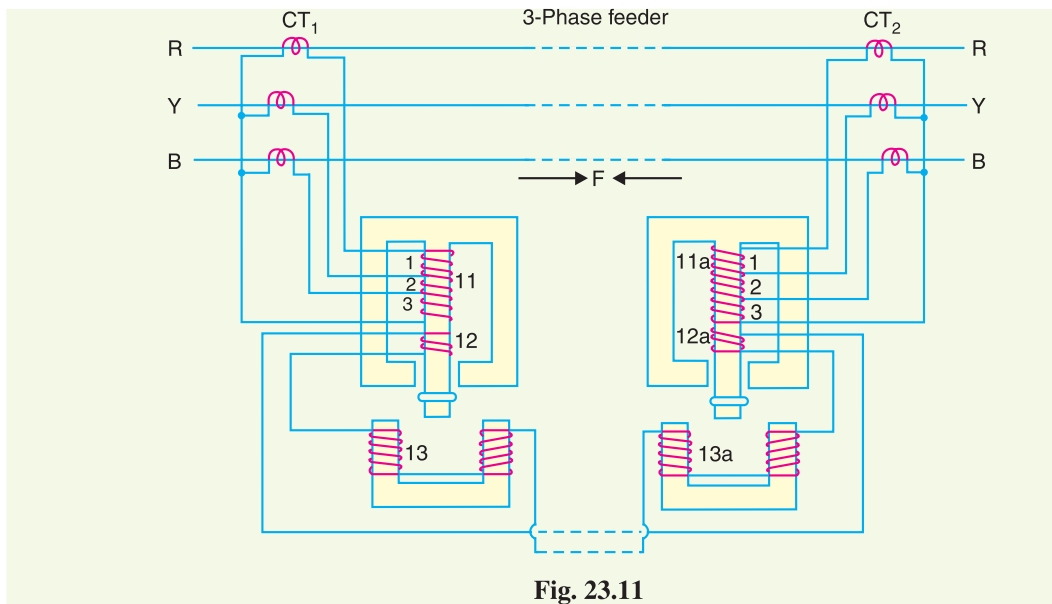 CT1 3-Phase feeder CT2
R R
Y Y
B B
F
1 11 11a 1
2 2
3 3
12 12a
13 13a
Fig. 23.11